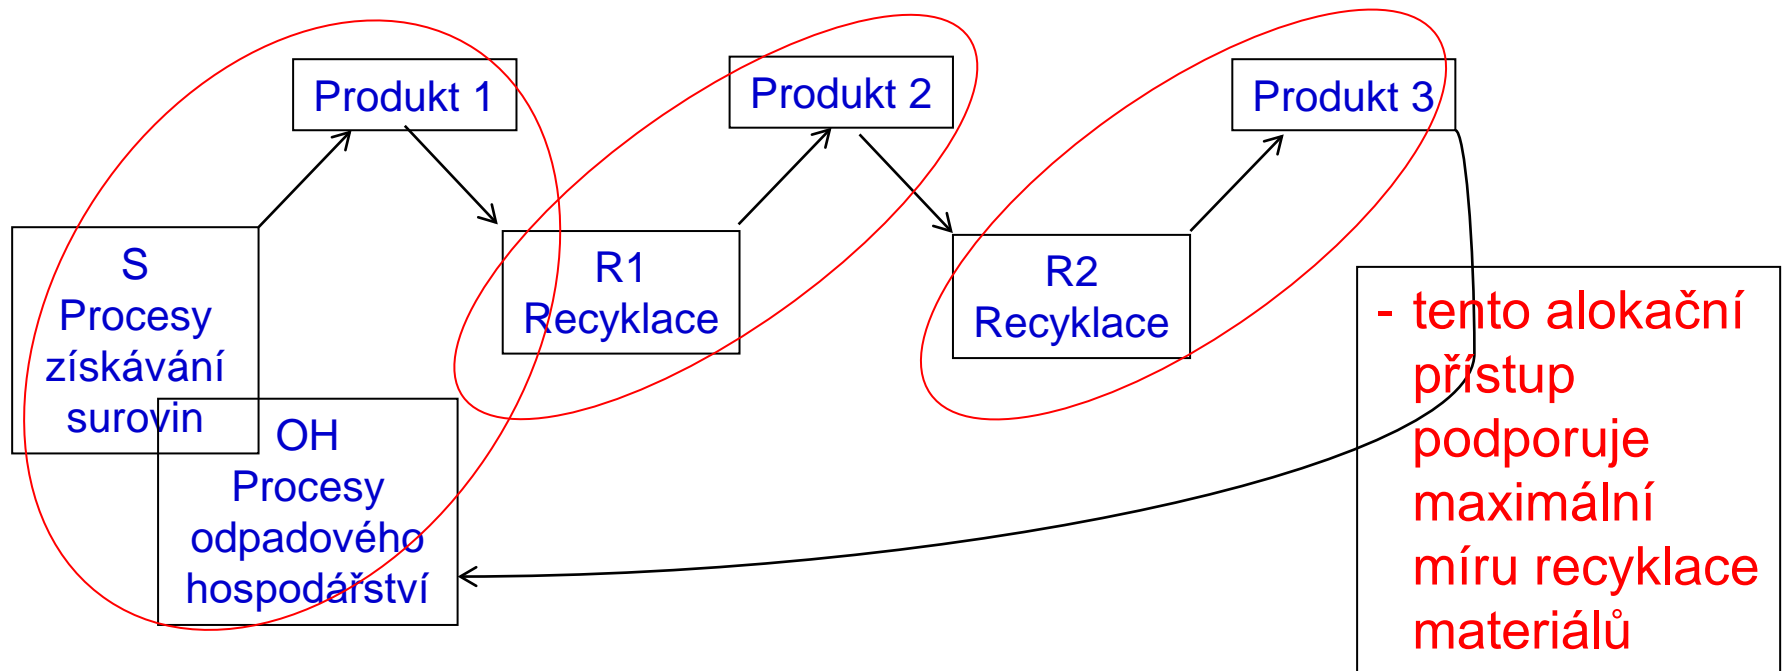 Produkt 1
Produkt 2
Produkt 3
S
Procesy
získávání
surovin
R1
Recyklace
R2
Recyklace
OH
Procesy
odpadového
hospodářství
- tento alokační
přístup
podporuje
maximální
míru recyklace
materiálů